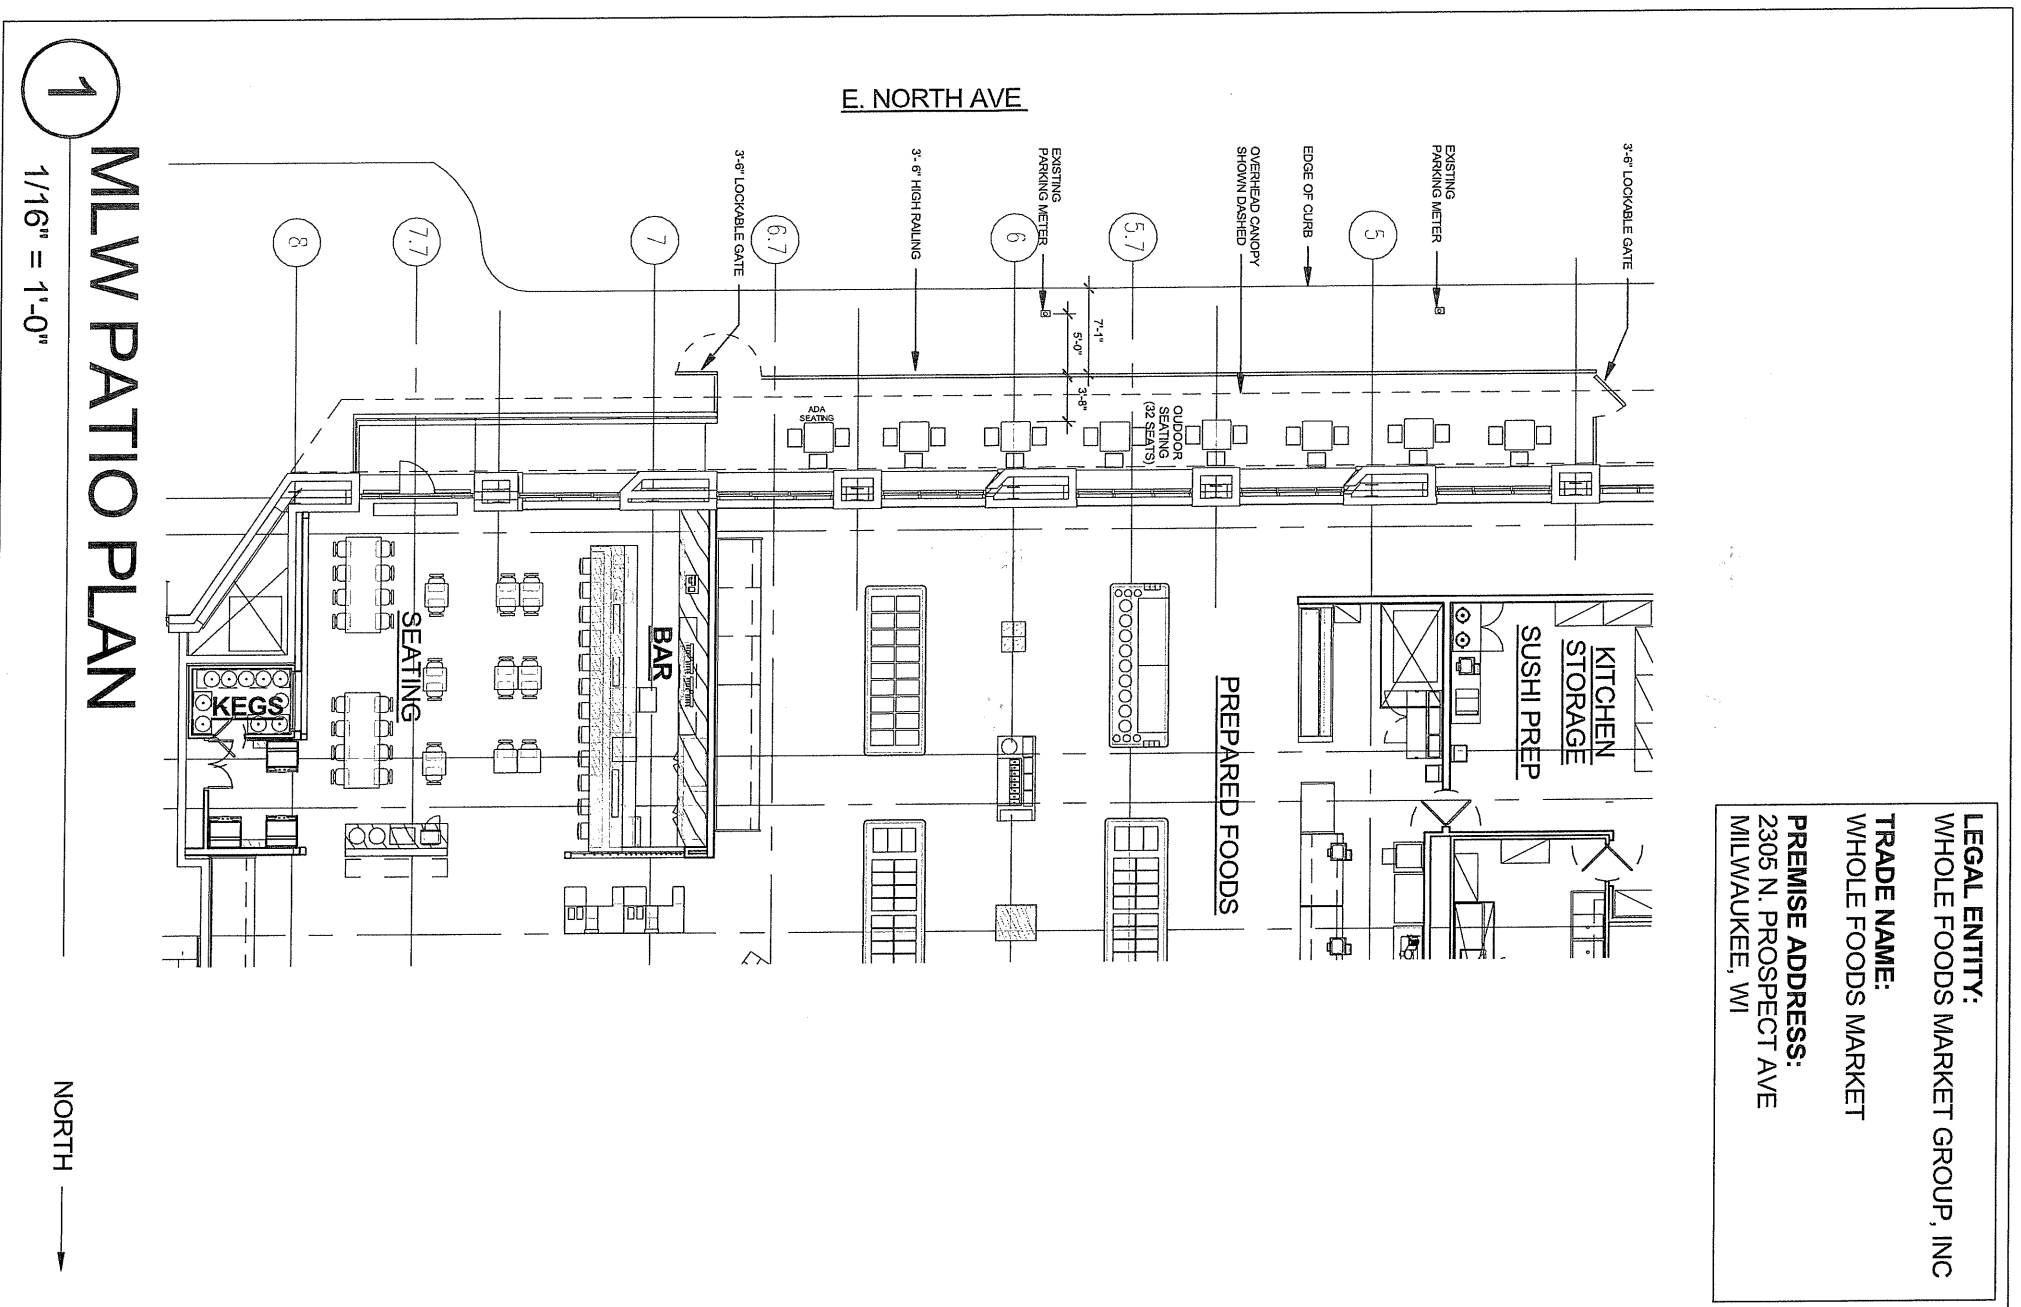 E. NORTH AVE
3'-6" LOCKABLE GATE
3'- 6" HIGH RAILING
EXISTING
PARKING METER
OVERHEAD CANOPY
SHOWN DASHED
EDGE OF CURB
EXISTING
PARKING METER
3'-6" LOCKABLE GATE
8
7.7
7
6.7
6
5.7
5
7'-1"
5'-0"
3'-8"
ADA
SEATING
OUDOOR
SEATING
(32 SEATS)
SEATING
BAR
KEGS
PREPARED FOODS
KITCHEN
STORAGE
SUSHI PREP
LEGAL ENTITY:
WHOLE FOODS MARKET GROUP, INC
TRADE NAME:
WHOLE FOODS MARKET
PREMISE ADDRESS:
2305 N. PROSPECT AVE
MILWAUKEE, WI
1
MLW PATIO PLAN
1/16" = 1'-0"
NORTH